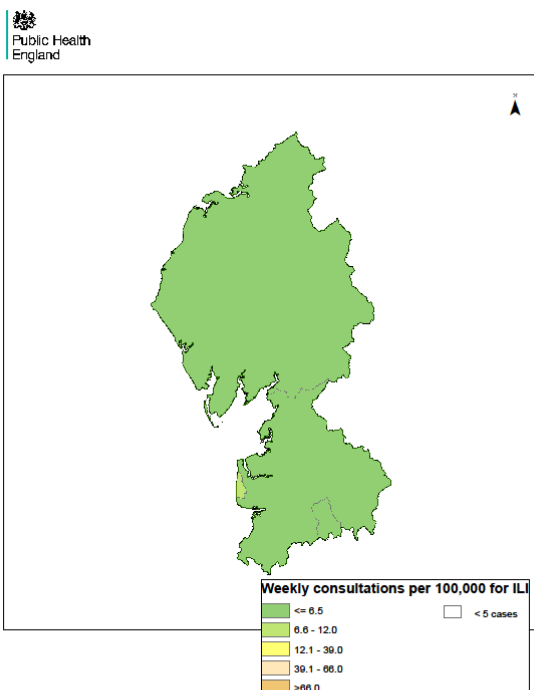 Public Health
England
Weekly consultations per 100,000 for ILI
<= 6.5
< 5 cases
6.6 - 12.0
12.1 - 39.0
39.1 - 66.0
>66.0